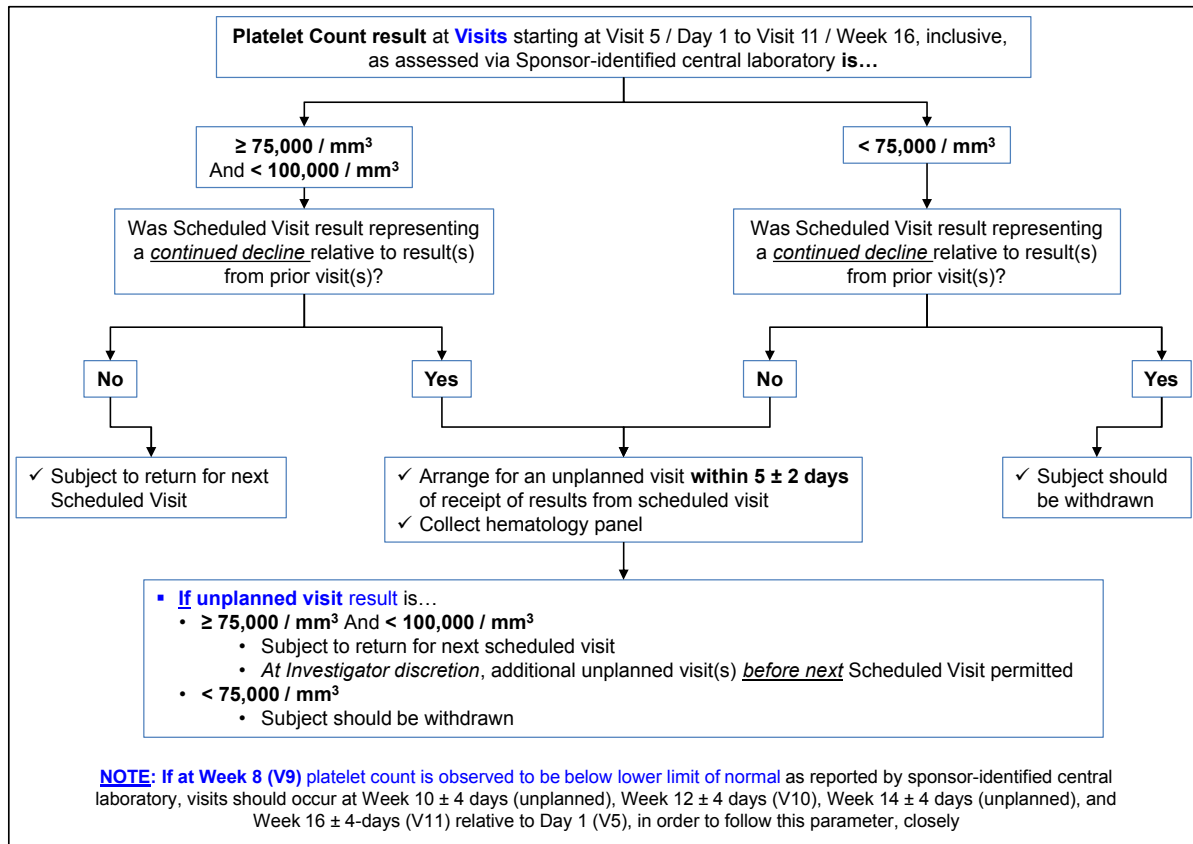 Platelet Count result at Visits starting at Visit 5 / Day 1 to Visit 11 / Week 16, inclusive,
as assessed via Sponsor-identified central laboratory is…
≥ 75,000 / mm³
And < 100,000 / mm³
< 75,000 / mm³
Was Scheduled Visit result representing
a continued decline relative to result(s)
from prior visit(s)?
Was Scheduled Visit result representing
a continued decline relative to result(s)
from prior visit(s)?
No
Yes
No
Yes
✓ Subject to return for next
Scheduled Visit
✓ Arrange for an unplanned visit within 5 ± 2 days
of receipt of results from scheduled visit
✓ Collect hematology panel
✓ Subject should
be withdrawn
▪ If unplanned visit result is…
• ≥ 75,000 / mm³ And < 100,000 / mm³
• Subject to return for next scheduled visit
• At Investigator discretion, additional unplanned visit(s) before next Scheduled Visit permitted
• < 75,000 / mm³
• Subject should be withdrawn
NOTE: If at Week 8 (V9) platelet count is observed to be below lower limit of normal as reported by sponsor-identified central
laboratory, visits should occur at Week 10 ± 4 days (unplanned), Week 12 ± 4 days (V10), Week 14 ± 4 days (unplanned), and
Week 16 ± 4-days (V11) relative to Day 1 (V5), in order to follow this parameter, closely